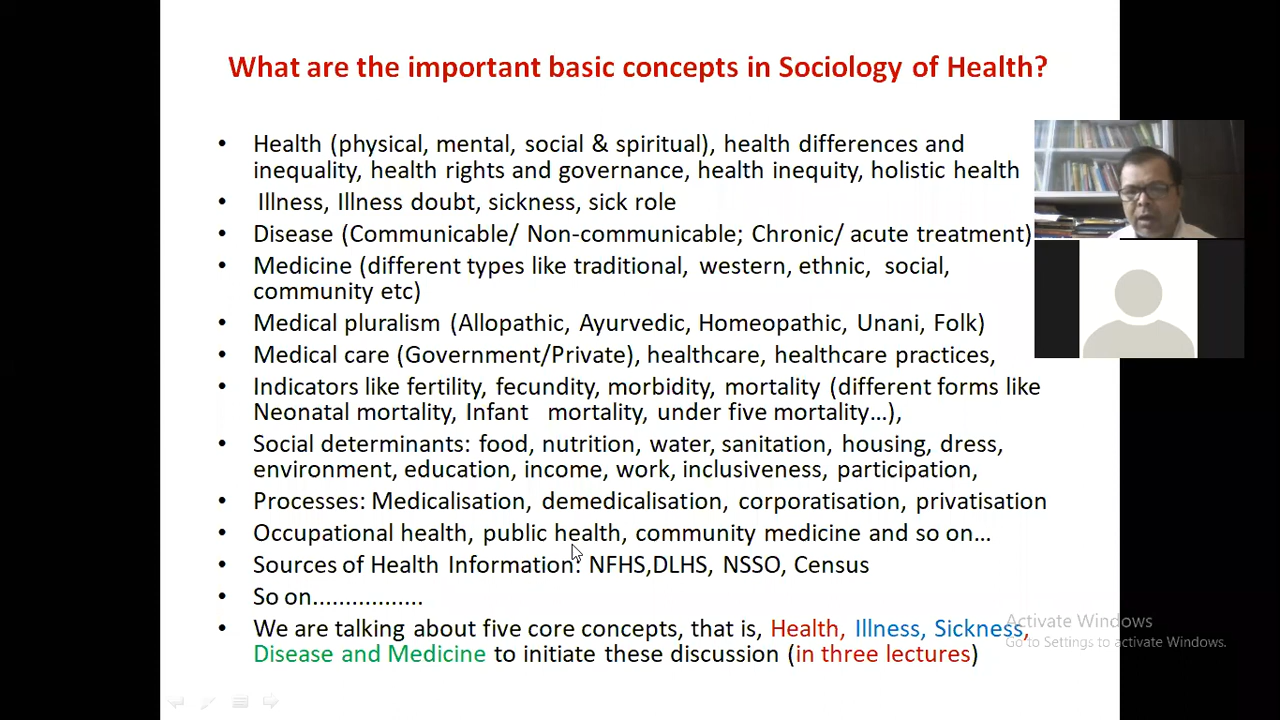 What are the important basic concepts in Sociology of Health?
• Health (physical, mental, social & spiritual), health differences and
inequality, health rights and governance, health inequity, holistic health
• Illness, Illness doubt, sickness, sick role
• Disease (Communicable/ Non-communicable; Chronic/ acute treatment)
• Medicine (different types like traditional, western, ethnic, social,
community etc)
• Medical pluralism (Allopathic, Ayurvedic, Homeopathic, Unani, Folk)
• Medical care (Government/Private), healthcare, healthcare practices,
• Indicators like fertility, fecundity, morbidity, mortality (different forms like
Neonatal mortality, Infant mortality, under five mortality...),
• Social determinants: food, nutrition, water, sanitation, housing, dress,
environment, education, income, work, inclusiveness, participation,
• Processes: Medicalisation, demedicalisation, corporatisation, privatisation
• Occupational health, public health, community medicine and so on...
• Sources of Health Information: NFHS,DLHS, NSSO, Census
• So on..................
• We are talking about five core concepts, that is, Health, Illness, Sickness,
Disease and Medicine to initiate these discussion (in three lectures)
Activate Windows
Go to Settings to activate Windows.